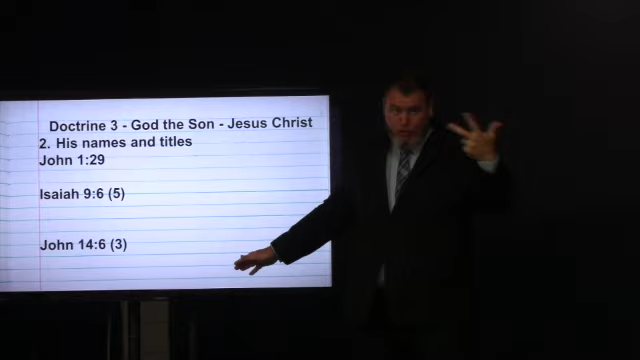 Doctrine 3 - God the Son - Jesus Christ
2. His names and titles
John 1:29
Isaiah 9:6 (5)
John 14:6 (3)